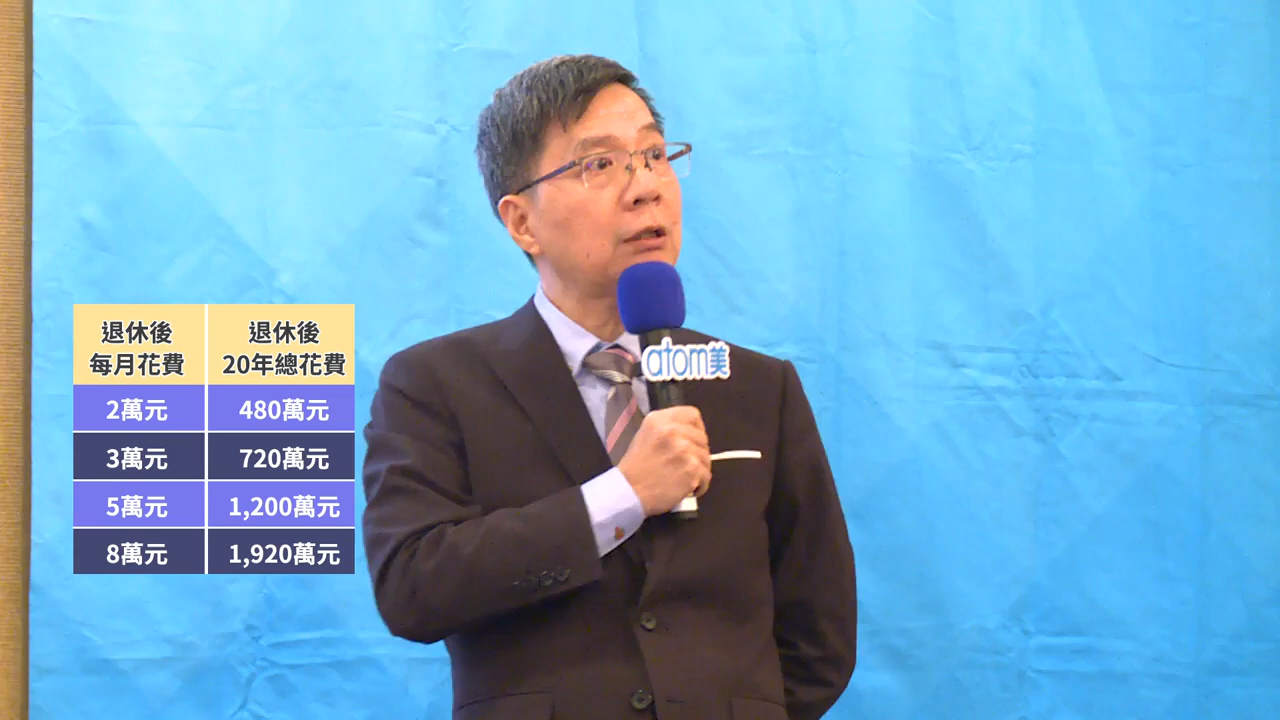 退休後
每月花費
退休後
20年總花費
2萬元
480萬元
3萬元
720萬元
5萬元
1,200萬元
8萬元
1,920萬元
atom美